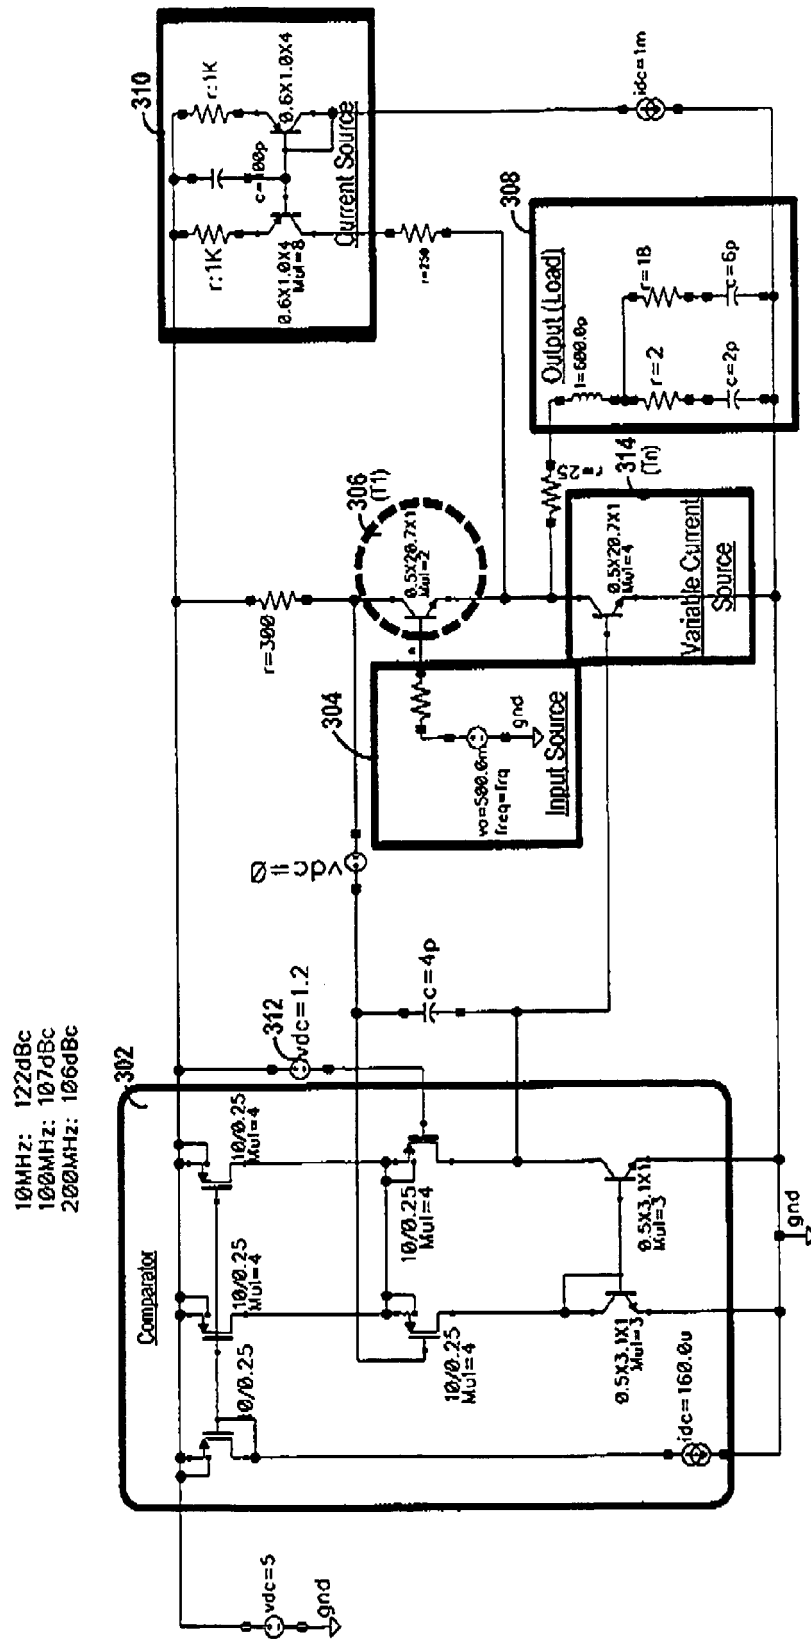 10MHz: 122dBc
100MHz: 107dBc
200MHz: 106dBc
302
Comparator
10/0.25
10/0.25
Mul=4
10/0.25
Mul=4
10/0.25
Mul=4
10/0.25
Mul=4
0.5X3.1X1
Mul=3
0.5X3.1X1
Mul=3
idc=160.0u
vdc=5
gnd
gnd
312
vdc=1.2
c=4p
vdc=0
304
vo=500.0m
freq=frq
gnd
Input Source
r=300
306
(T1)
0.5X20.7X1
Mul=2
314
(Tn)
0.5X20.7X1
Mul=4
Variable Current
Source
r=25
308
Output (Load)
l=600.0p
r=2
r=18
c=2p
c=6p
310
r:1K
r:1K
c=100p
0.6X1.0X4
0.6X1.0X4
Mul=8
Current Source
r=250
idc=1m